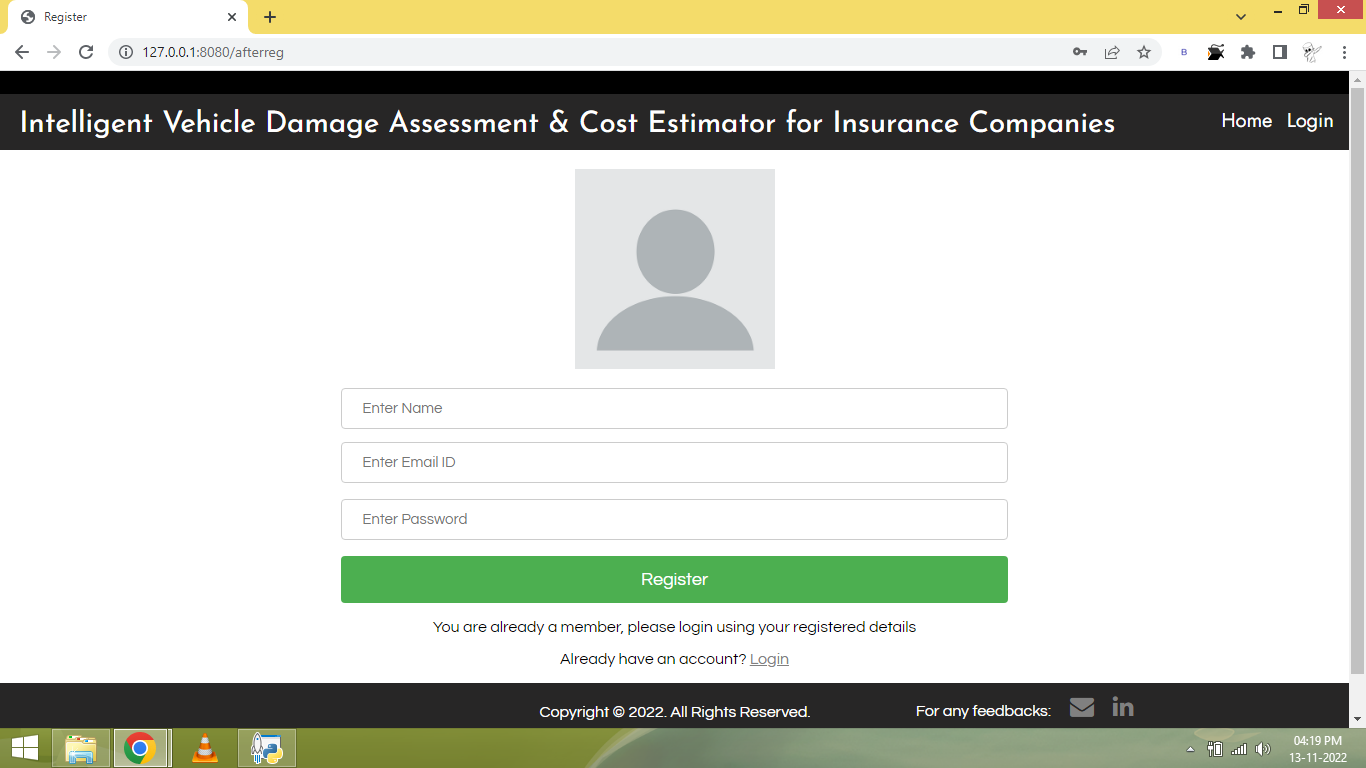 Register
127.0.0.1:8080/afterreg
B
Intelligent Vehicle Damage Assessment & Cost Estimator for Insurance Companies
Home Login
Enter Name
Enter Email ID
Enter Password
Register
You are already a member, please login using your registered details
Already have an account? Login
Copyright © 2022. All Rights Reserved.
For any feedbacks:
in
04:19 PM
13-11-2022